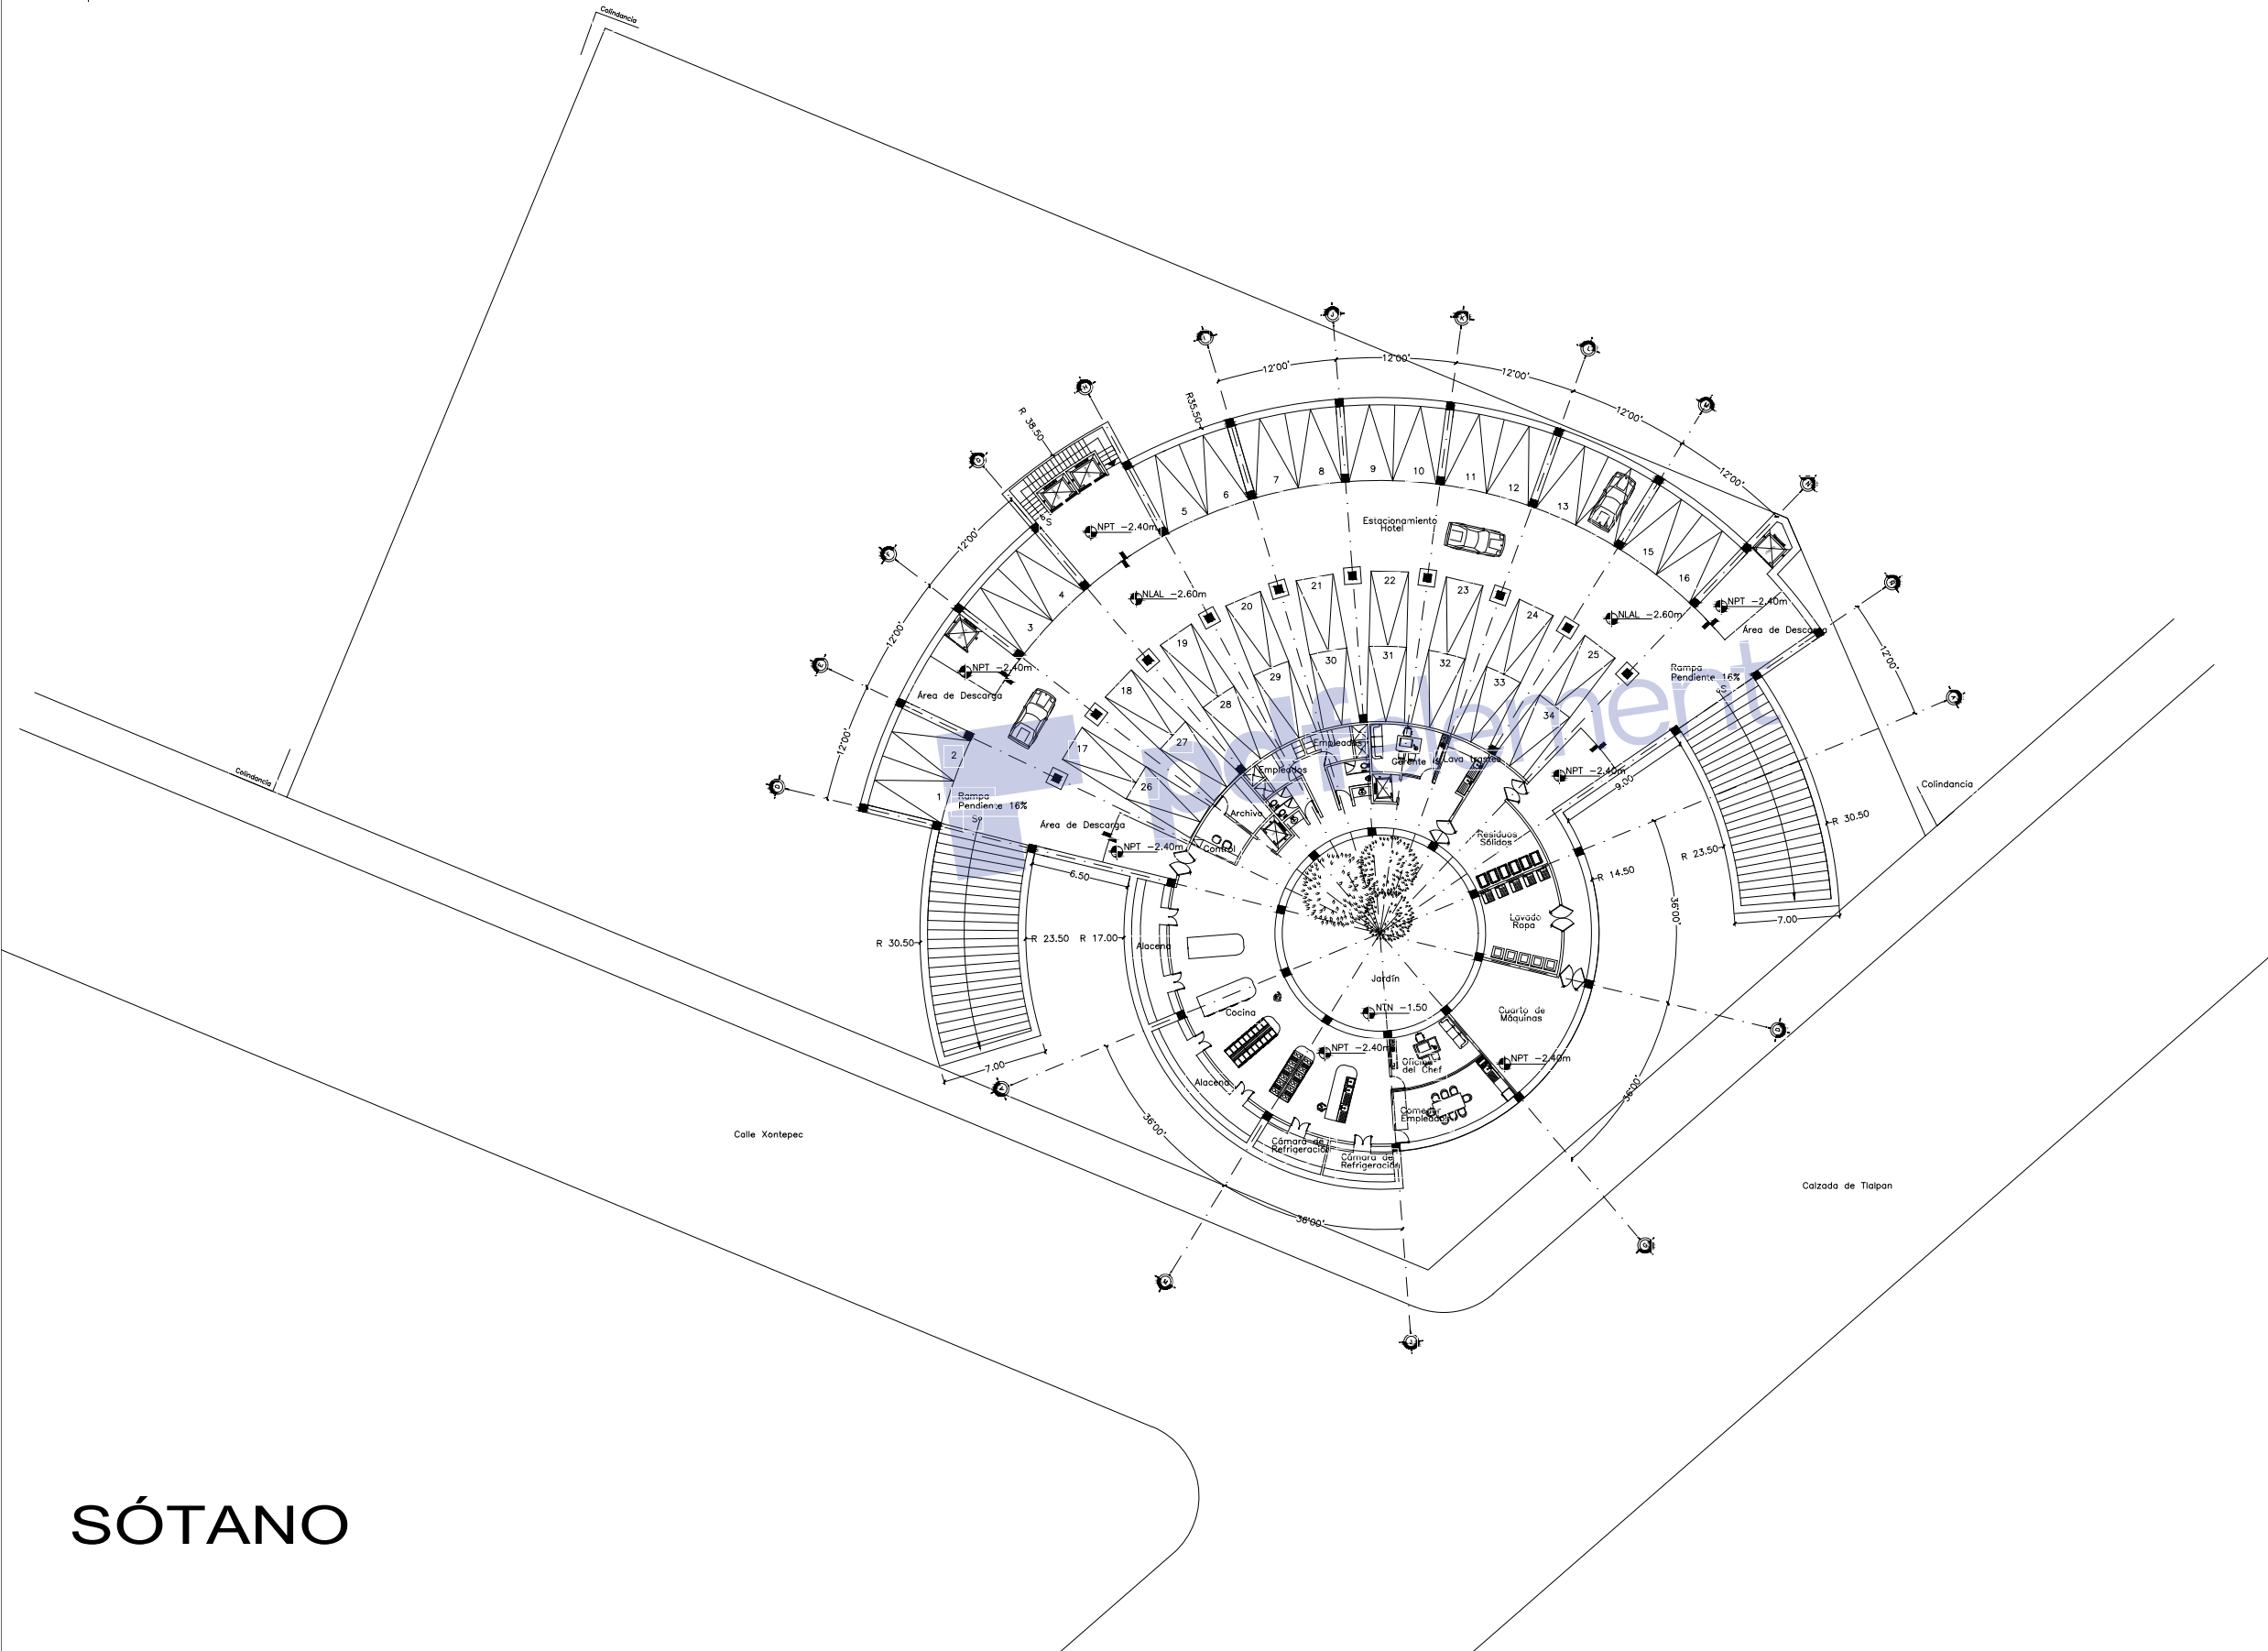 Colindancia
J
K
12'00'
12'00'
12'00'
L
I
H
R35.50
R 38.50
12'00'
12'00'
M
N
G
F
E
D
12'00'
12'00'
12'00'
12'00'
7
8
9
10
11
12
13
5
6
15
16
3
4
S
NPT -2.40m
Estacionamiento
Hotel
NLAL -2.60m
NLAL -2.60m
NPT -2.40m
Área de Descarga
NPT -2.40m
Área de Descarga
17
18
19
20
21
22
23
24
25
26
27
28
29
30
31
32
33
34
Rampa
Pendiente 16%
pdfelement
2
1
Rampa
Pendiente 16%
Área de Descarga
NPT -2.40m
Empleados
Empleados
Gerente
Lava trastes
NPT -2.40m
Archivo
Control
9.00
A
Colindancia
Colindancia
R 30.50
R 23.50
R 14.50
7.00
6.50
Residuos
Sólidos
36'00'
Lavado
Ropa
R 30.50
R 23.50
R 17.00
Alacena
Jardín
NTN -1.50
Cocina
Cuarto de
Máquinas
NPT -2.40m
NPT -2.40m
Oficina
del Chef
7.00
A
Alacena
Comedor
Empleados
36'00'
36'00'
Cámara de
Refrigeración
Cámara de
Refrigeración
36'00'
Calle Xontepec
Calzada de Tlalpan
D
G
M
J
SÓTANO